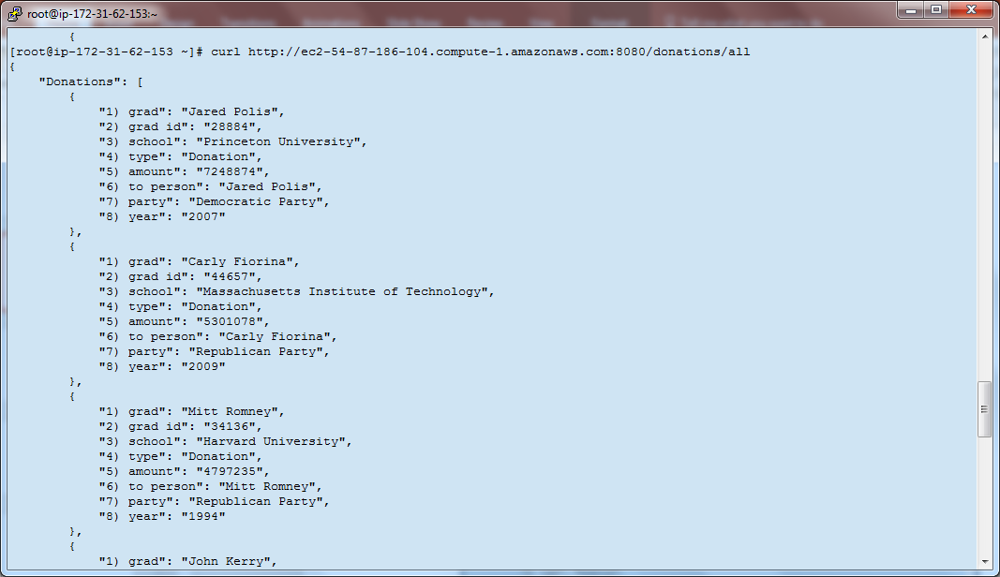 root@ip-172-31-62-153:~
{
[root@ip-172-31-62-153 ~]# curl http://ec2-54-87-186-104.compute-1.amazonaws.com:8080/donations/all
{
    "Donations": [
        {
            "1) grad": "Jared Polis",
            "2) grad id": "28884",
            "3) school": "Princeton University",
            "4) type": "Donation",
            "5) amount": "7248874",
            "6) to person": "Jared Polis",
            "7) party": "Democratic Party",
            "8) year": "2007"
        },
        {
            "1) grad": "Carly Fiorina",
            "2) grad id": "44657",
            "3) school": "Massachusetts Institute of Technology",
            "4) type": "Donation",
            "5) amount": "5301078",
            "6) to person": "Carly Fiorina",
            "7) party": "Republican Party",
            "8) year": "2009"
        },
        {
            "1) grad": "Mitt Romney",
            "2) grad id": "34136",
            "3) school": "Harvard University",
            "4) type": "Donation",
            "5) amount": "4797235",
            "6) to person": "Mitt Romney",
            "7) party": "Republican Party",
            "8) year": "1994"
        },
        {
            "1) grad": "John Kerry",